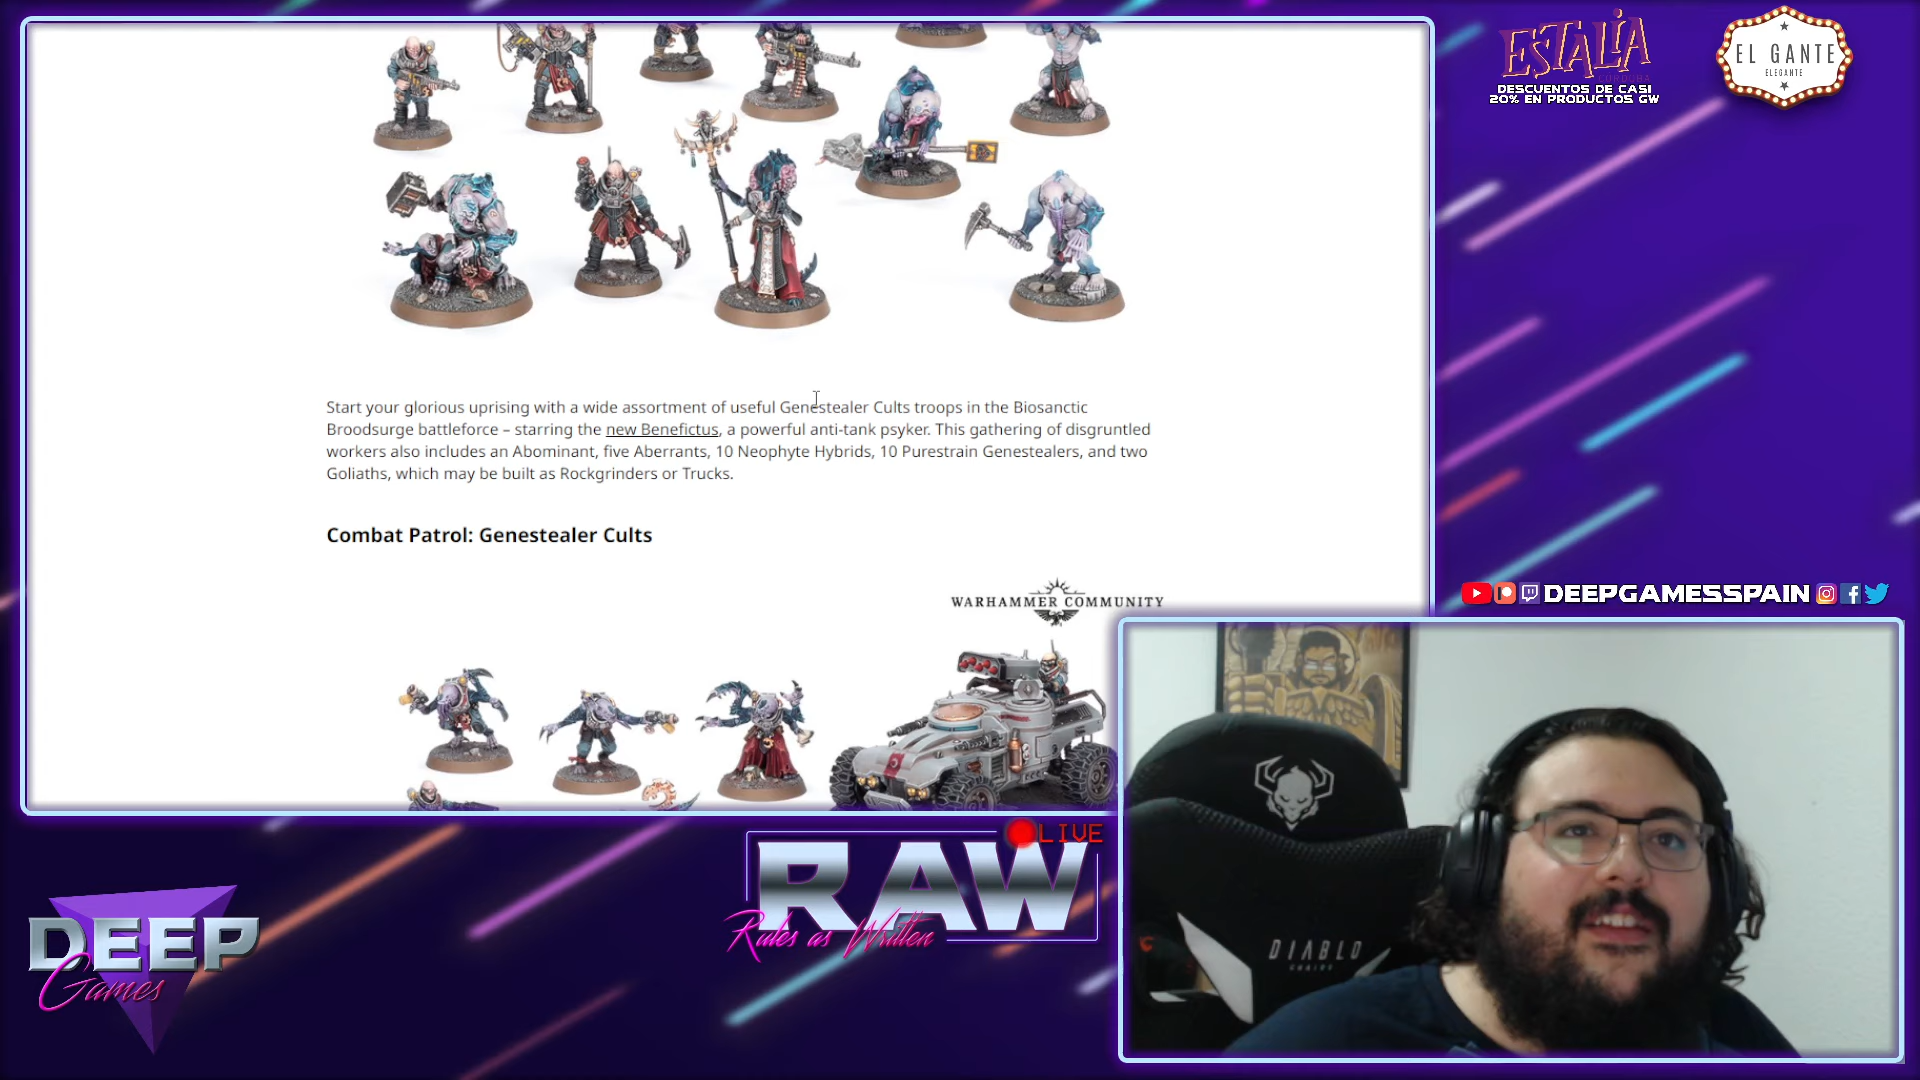 ESTALIA
CORDOBA
DESCUENTOS DE CASI
20% EN PRODUCTOS GW
EL GANTE
ELEGANTE
Start your glorious uprising with a wide assortment of useful Genestealer Cults troops in the Biosanctic
Broodsurge battleforce – starring the new Benefictus, a powerful anti-tank psyker. This gathering of disgruntled
workers also includes an Abominant, five Aberrants, 10 Neophyte Hybrids, 10 Purestrain Genestealers, and two
Goliaths, which may be built as Rockgrinders or Trucks.
Combat Patrol: Genestealer Cults
WARHAMMER COMMUNITY
DEEPGAMESSPAIN
LIVE
RAW
Rules as Written
DEEP
Games
DIABLO
CHAIRS